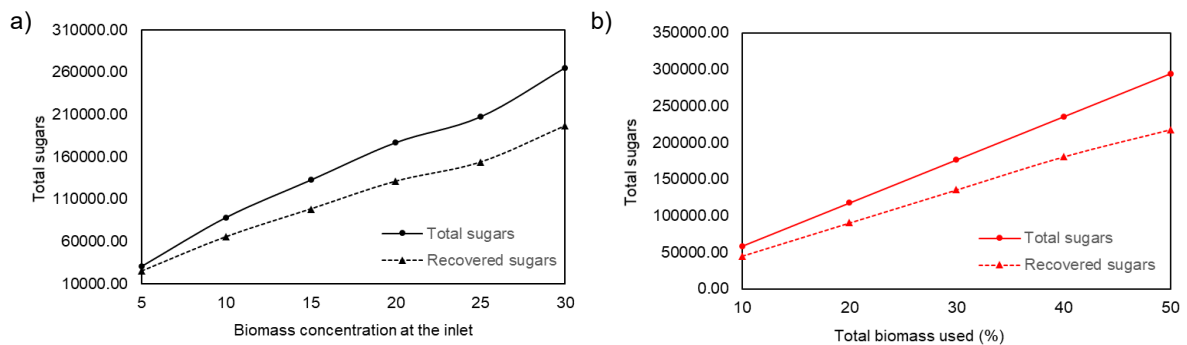 a)
Total sugars
310000.00
260000.00
210000.00
160000.00
110000.00
60000.00
10000.00
Total sugars
Recovered sugars
5 10 15 20 25 30
Biomass concentration at the inlet
b)
Total sugars
350000.00
300000.00
250000.00
200000.00
150000.00
100000.00
50000.00
0.00
Total sugars
Recovered sugars
10 20 30 40 50
Total biomass used (%)